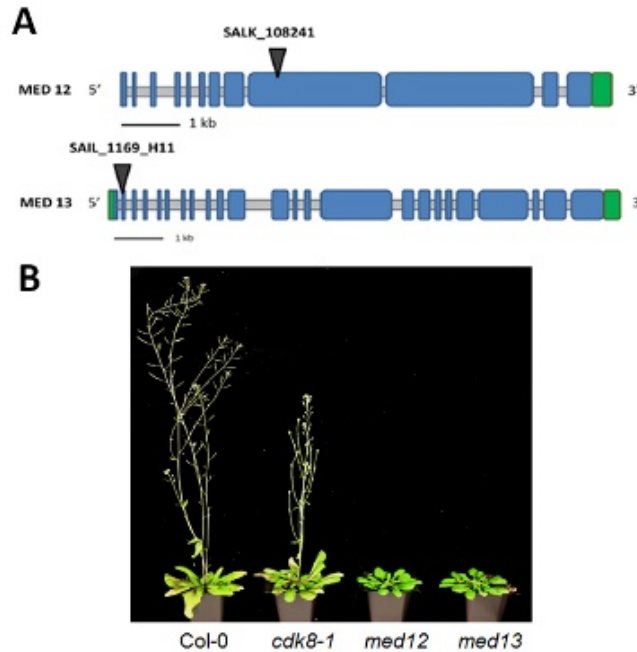 A
SALK_108241
MED 12 5' 3'
1 kb
SAIL_1169_H11
MED 13 5' 3
1 kb
B
Col-0 cdk8-1 med12 med13